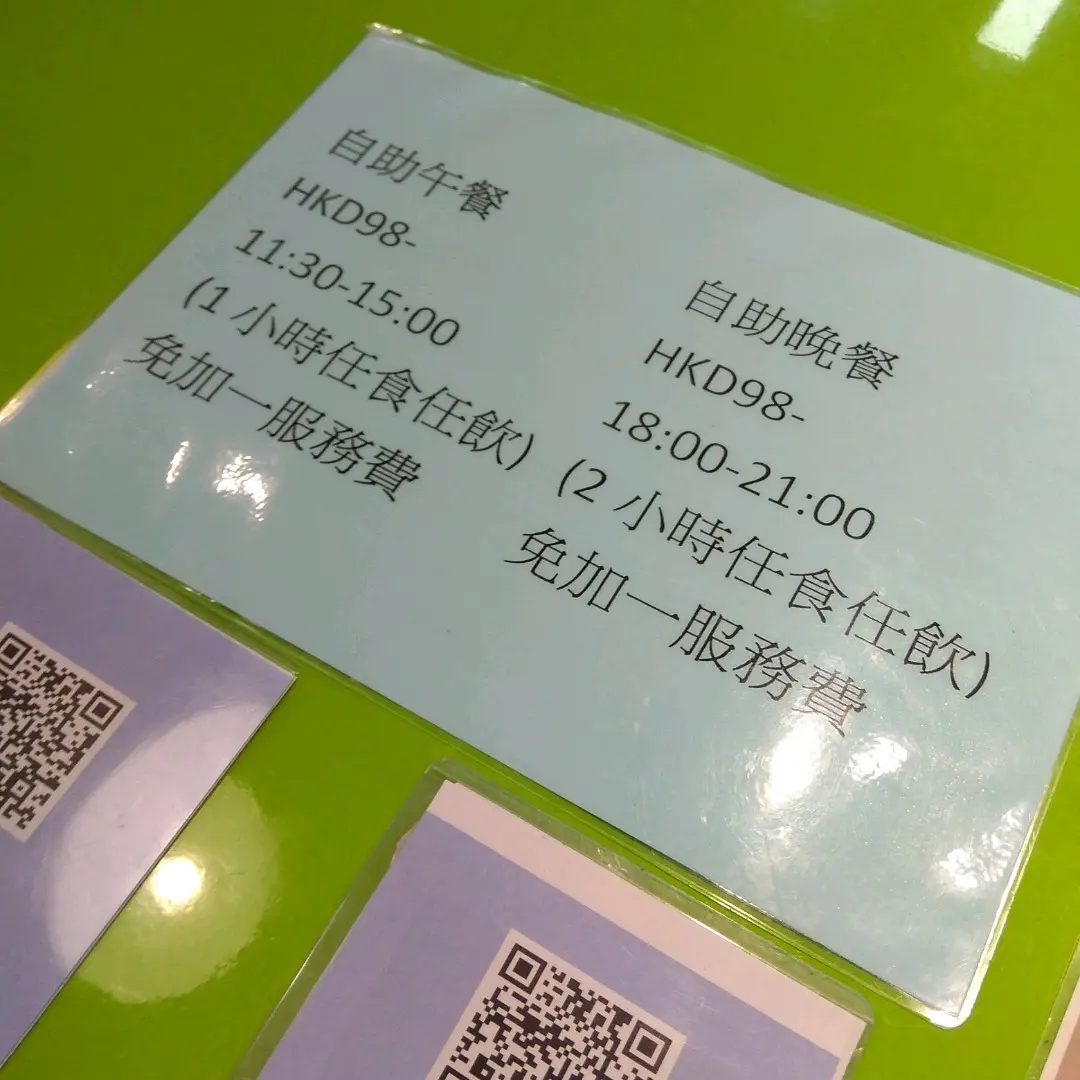 自助午餐
HKD98-
11:30-15:00
(1 小時任食任飲)
免加一服務費
自助晚餐
HKD98-
18:00-21:00
(2 小時任食任飲)
免加一服務費